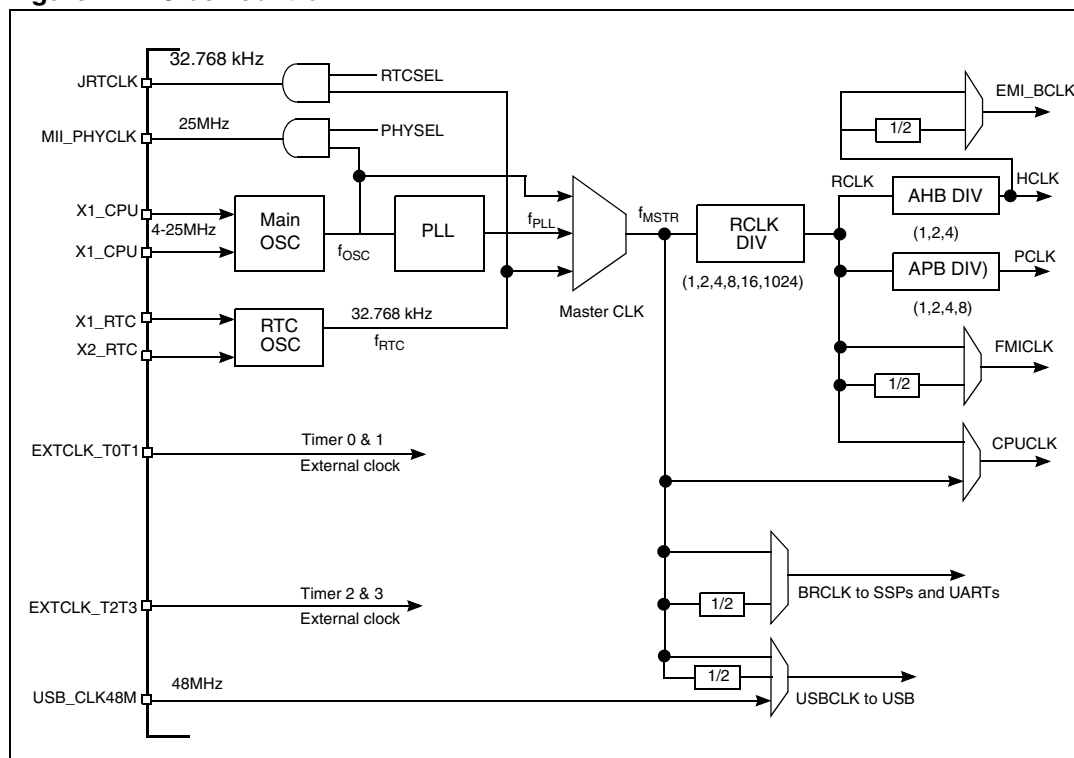 32.768 kHz
JRTCLK
RTCSEL
EMI_BCLK
MII_PHYCLK
25MHz
PHYSEL
1/2
RCLK
HCLK
X1_CPU
4-25MHz
X1_CPU
Main
OSC
fOSC
PLL
fPLL
fMSTR
RCLK
DIV
(1,2,4,8,16,1024)
AHB DIV
(1,2,4)
APB DIV)
PCLK
(1,2,4,8)
Master CLK
X1_RTC
X2_RTC
RTC
OSC
32.768 kHz
fRTC
FMICLK
1/2
EXTCLK_T0T1
Timer 0 & 1
External clock
CPUCLK
EXTCLK_T2T3
Timer 2 & 3
External clock
1/2
BRCLK to SSPs and UARTs
USB_CLK48M
48MHz
1/2
USBCLK to USB